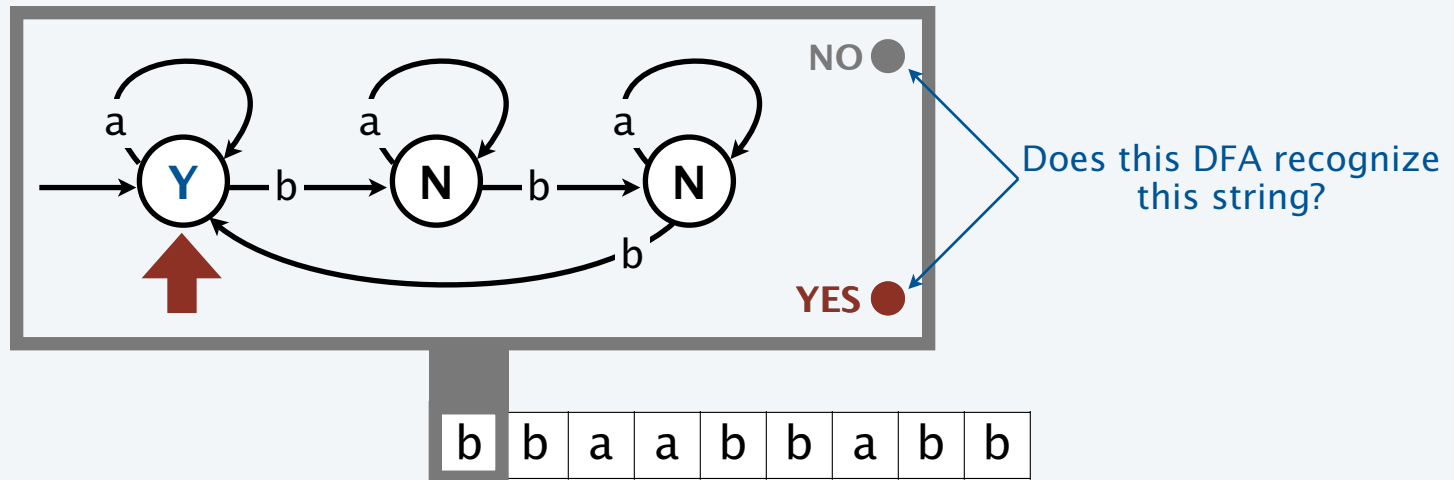 NO
a a a
Y b N b N
b
YES
Does this DFA recognize
this string?
b b a a b b a b b